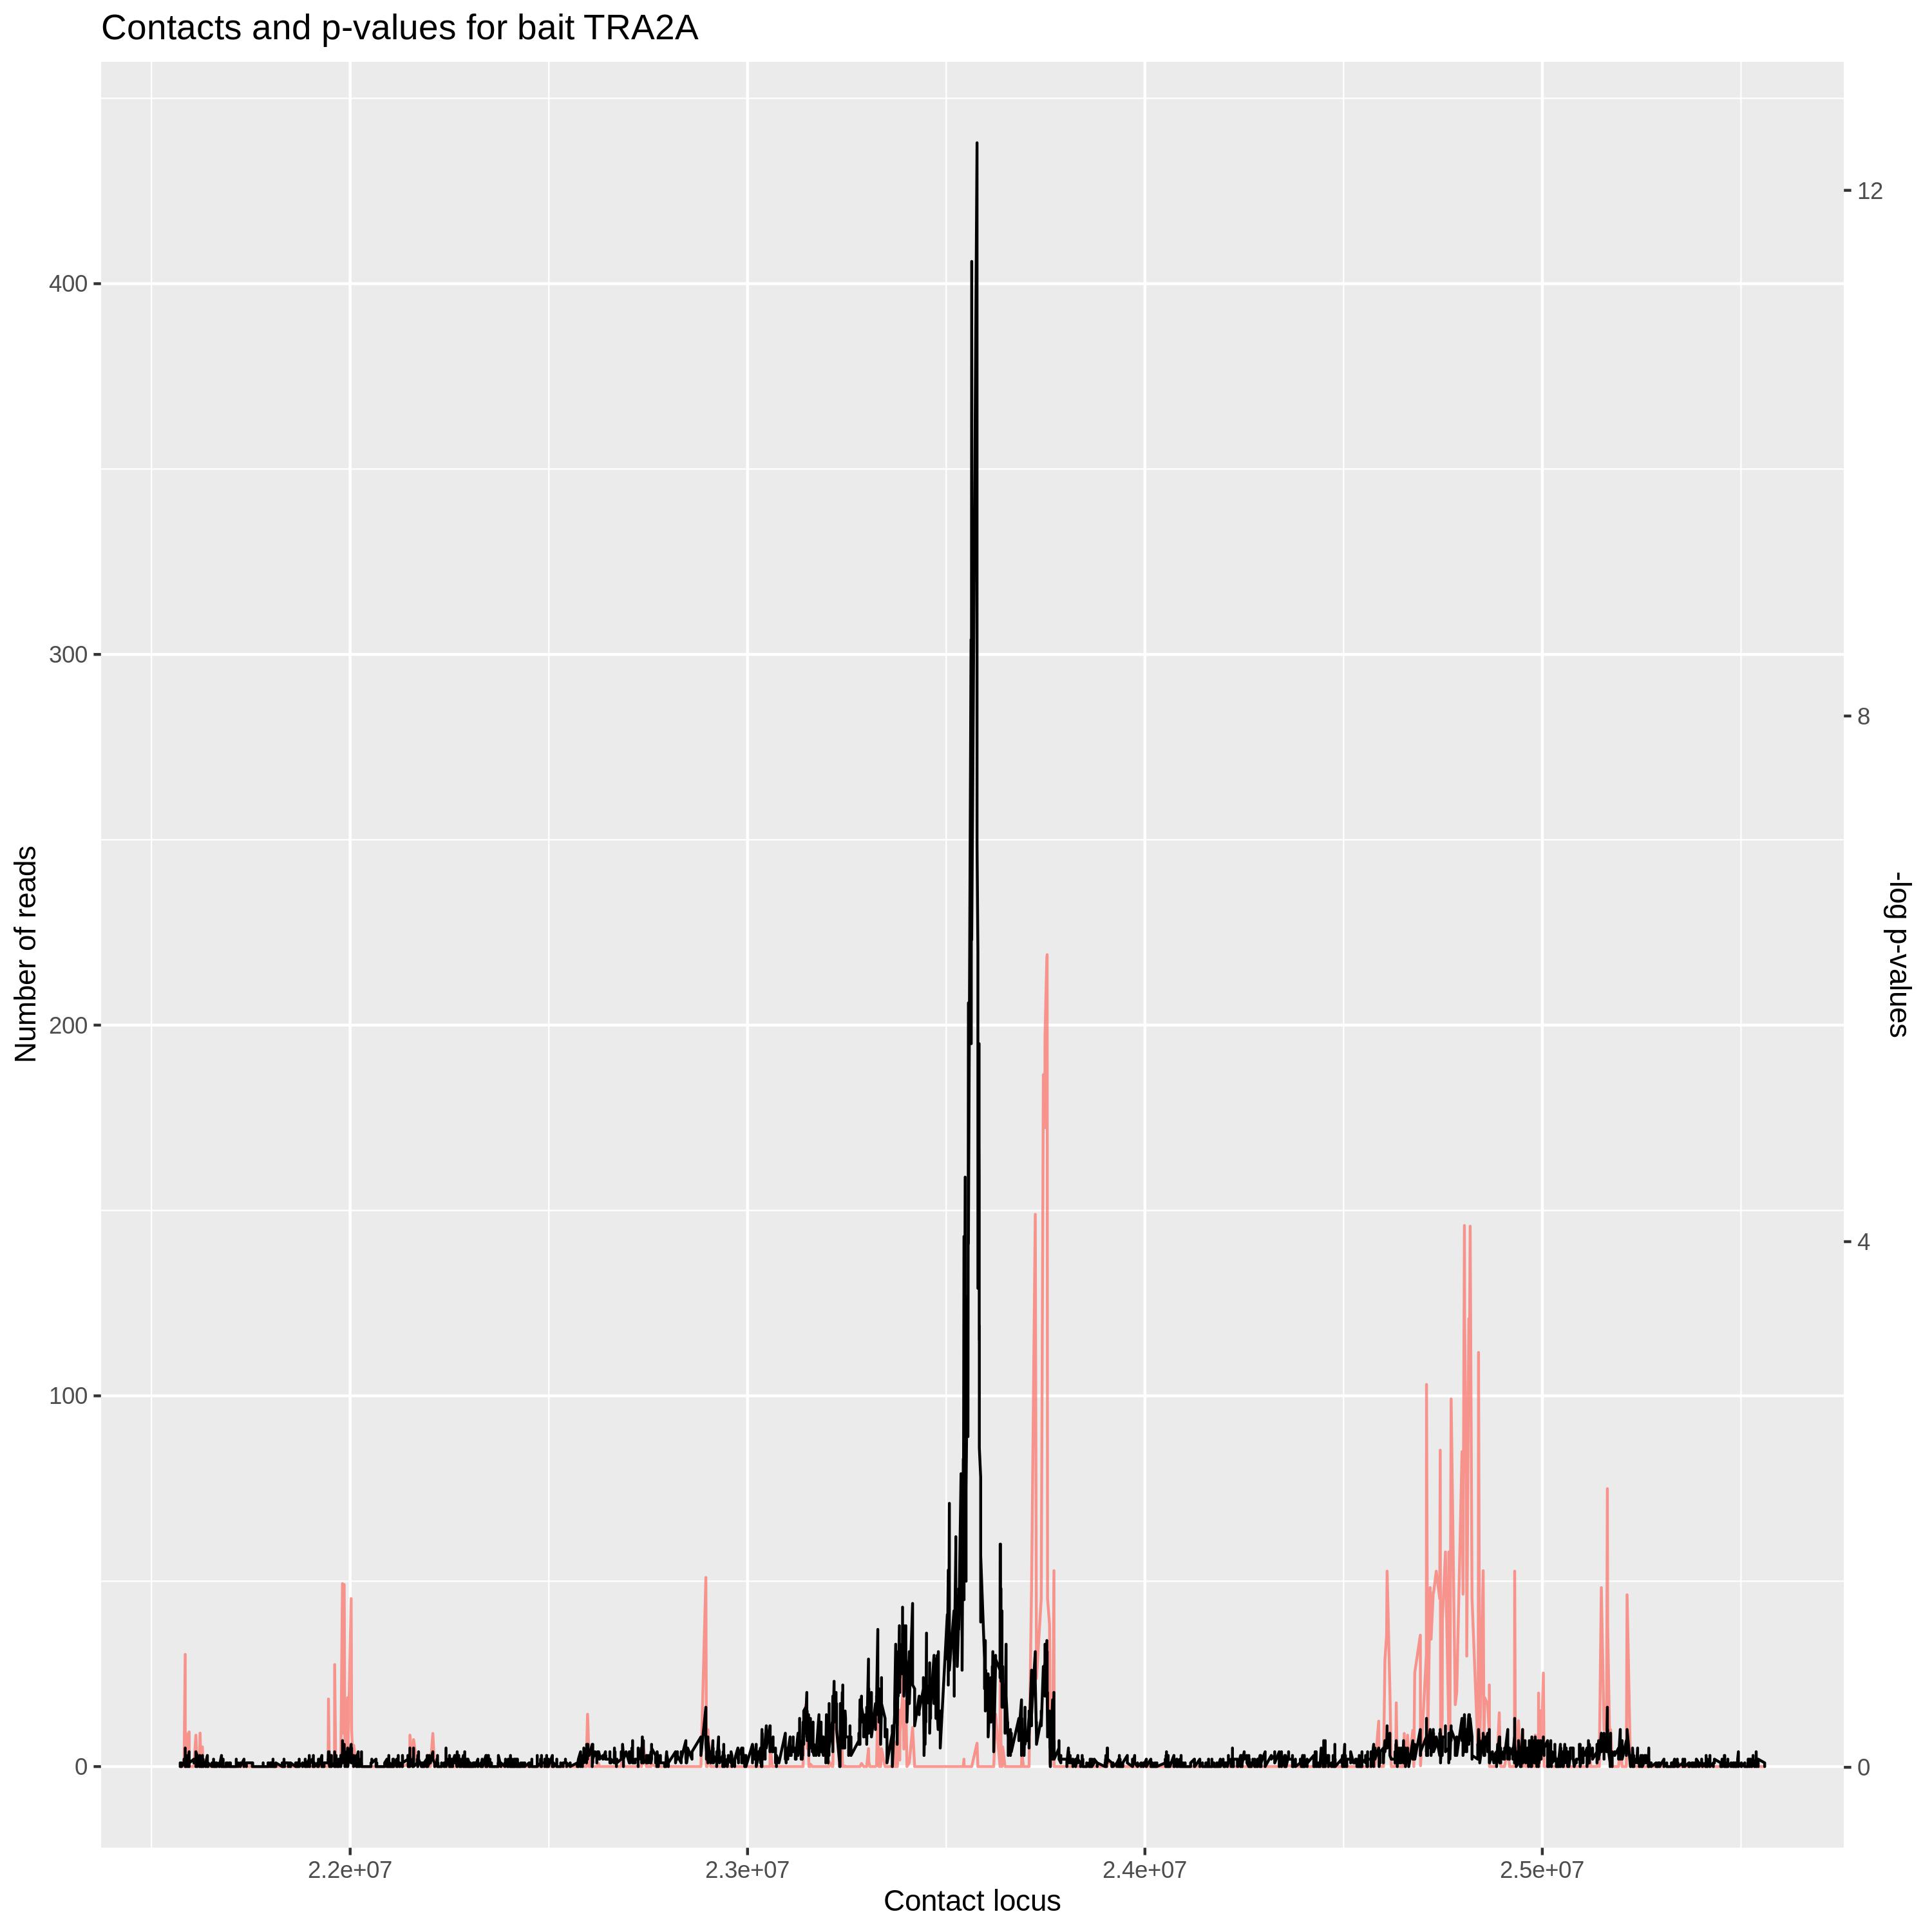 Contacts and p-values for bait TRA2A
Number of reads
400
300
200
100
0
12
8
4
0
-log p-values
2.2e+07
2.3e+07
2.4e+07
2.5e+07
Contact locus